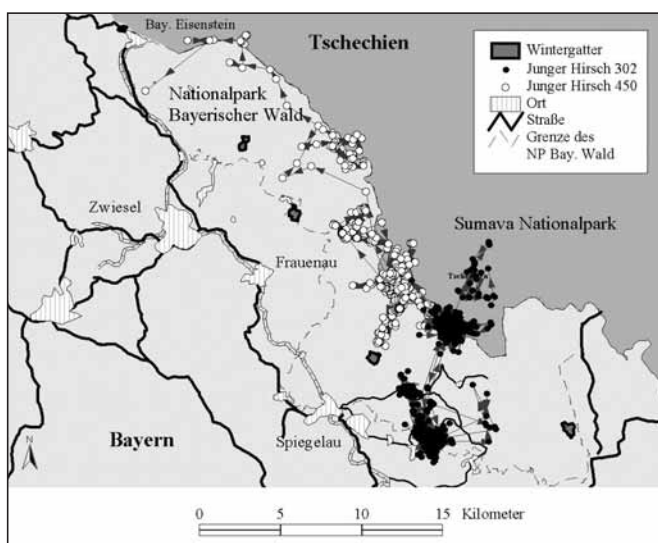 Bay. Eisenstein
Tschechien
Nationalpark
Bayerischer Wald
Wintergatter
Junger Hirsch 302
Junger Hirsch 450
Ort
Straße
Grenze des
NP Bay. Wald
Zwiesel
Sumava Nationalpark
Frauenau
Bayern
Spiegelau
N
0 5 10 15 Kilometer